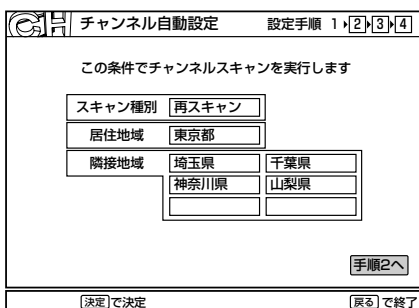 CH チャンネル自動設定 設定手順 1 2 3 4
この条件でチャンネルスキャンを実行します
スキャン種別 再スキャン
居住地域 東京都
隣接地域 埼玉県 千葉県
神奈川県 山梨県
手順2へ
決定 で決定 戻る で終了